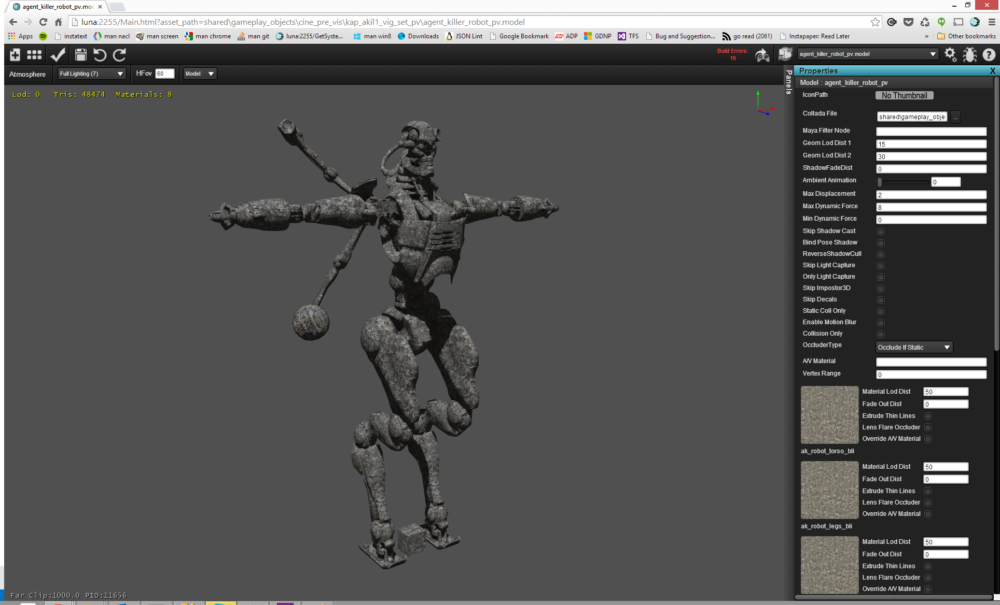 agent_killer_robot_pv.moc
luna:2255/Main.html?asset_path=shared\gameplay_objects\cine_pre_vis\kap_akil1_vig_set_pv\agent_killer_robot_pv.model
Apps instatext man nacl man screen man chrome man git luna:2255/GetSyste... man win8 Downloads JSON Lint Google Bookmark ADP ADP GDNP TFS Bug and Suggestion... go read (2061) Instapaper: Read Later » Other bookmarks
Build Errors:
16
agent_killer_robot_pv.model
Atmosphere Full Lighting (7) HFov 60 Model
Panels
Properties X
Lod: 0 Tris: 48474 Materials: 8
Model : agent_killer_robot_pv
IconPath No Thumbnail
Collada File shared\gameplay_obje ...
Maya Filter Node
Geom Lod Dist 1 15
Geom Lod Dist 2 30
ShadowFadeDist 0
Ambient Animation 0
Max Displacement 2
Max Dynamic Force 8
Min Dynamic Force 0
Skip Shadow Cast
Bind Pose Shadow
ReverseShadowCull
Skip Light Capture
Only Light Capture
Skip Impostor3D
Skip Decals
Static Coll Only
Enable Motion Blur
Collision Only
OccluderType Occlude If Static
A/V Material
Vertex Range 0
Material Lod Dist 50
Fade Out Dist 0
Extrude Thin Lines
Lens Flare Occluder
Override A/V Material
ak_robot_torso_bli
Material Lod Dist 50
Fade Out Dist 0
Extrude Thin Lines
Lens Flare Occluder
Override A/V Material
ak_robot_legs_bli
Material Lod Dist 50
Fade Out Dist 0
Extrude Thin Lines
Lens Flare Occluder
Override A/V Material
Far Clip:1000.0 PID:11656